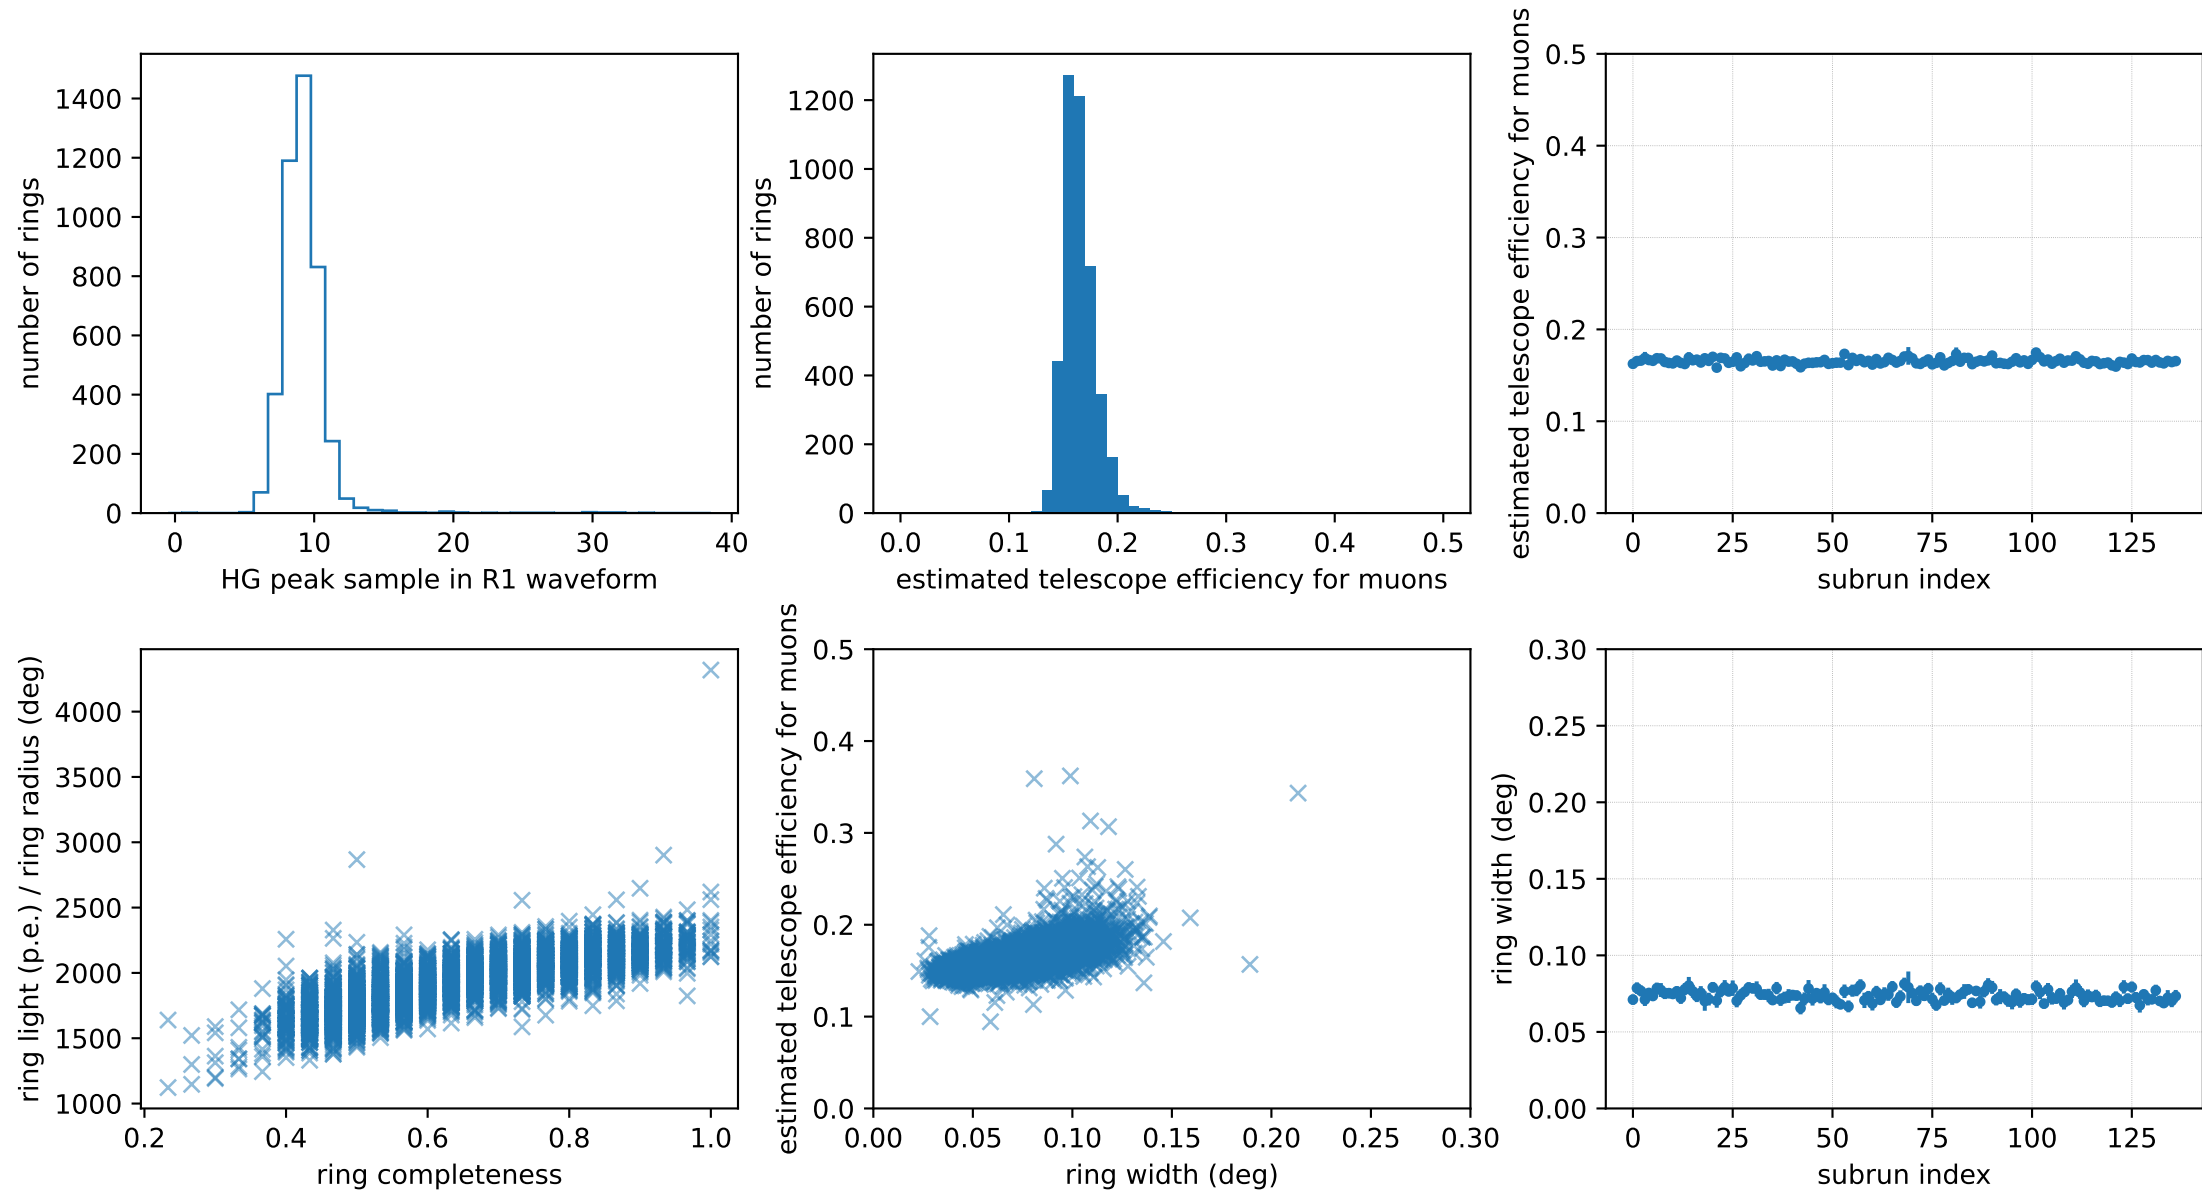 number of rings
1400
1200
1000
800
600
400
200
0
0 10 20 30 40
HG peak sample in R1 waveform
number of rings
1200
1000
800
600
400
200
0
0.0 0.1 0.2 0.3 0.4 0.5
estimated telescope efficiency for muons
estimated telescope efficiency for muons
0.5
0.4
0.3
0.2
0.1
0.0
0 25 50 75 100 125
subrun index
ring light (p.e.) / ring radius (deg)
4000
3500
3000
2500
2000
1500
1000
0.2 0.4 0.6 0.8 1.0
ring completeness
estimated telescope efficiency for muons
0.5
0.4
0.3
0.2
0.1
0.0
0.00 0.05 0.10 0.15 0.20 0.25 0.30
ring width (deg)
ring width (deg)
0.30
0.25
0.20
0.15
0.10
0.05
0.00
0 25 50 75 100 125
subrun index